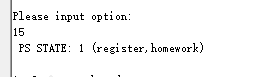 Please input option:
15
PS STATE: 1 (register,homework)